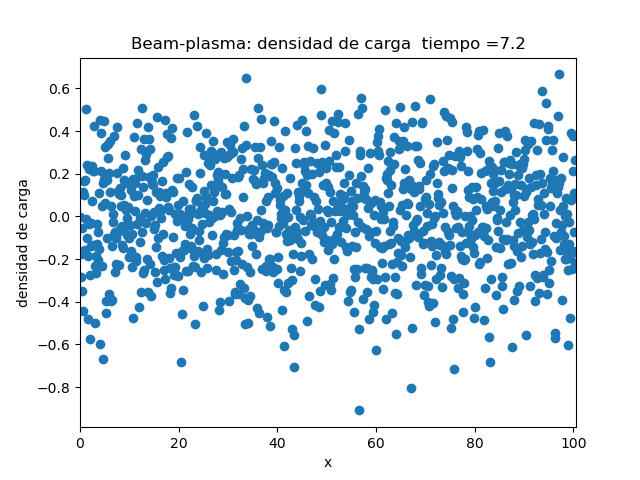 Beam-plasma: densidad de carga  tiempo =7.2
densidad de carga
0.6
0.4
0.2
0.0
−0.2
−0.4
−0.6
−0.8
0 20 40 60 80 100
x